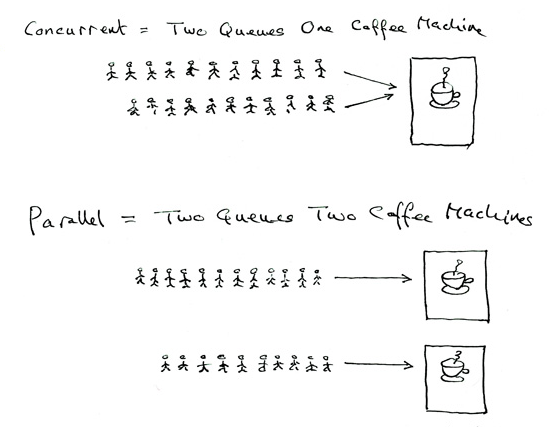 Concurrent = Two Queues One Coffee Machine
Parallel = Two Queues Two Coffee Machines